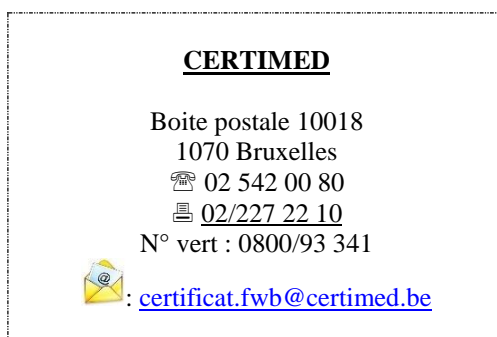 CERTIMED
Boite postale 10018
1070 Bruxelles
☏ 02 542 00 80
🖷 02/227 22 10
N° vert : 0800/93 341
@ : certificat.fwb@certimed.be